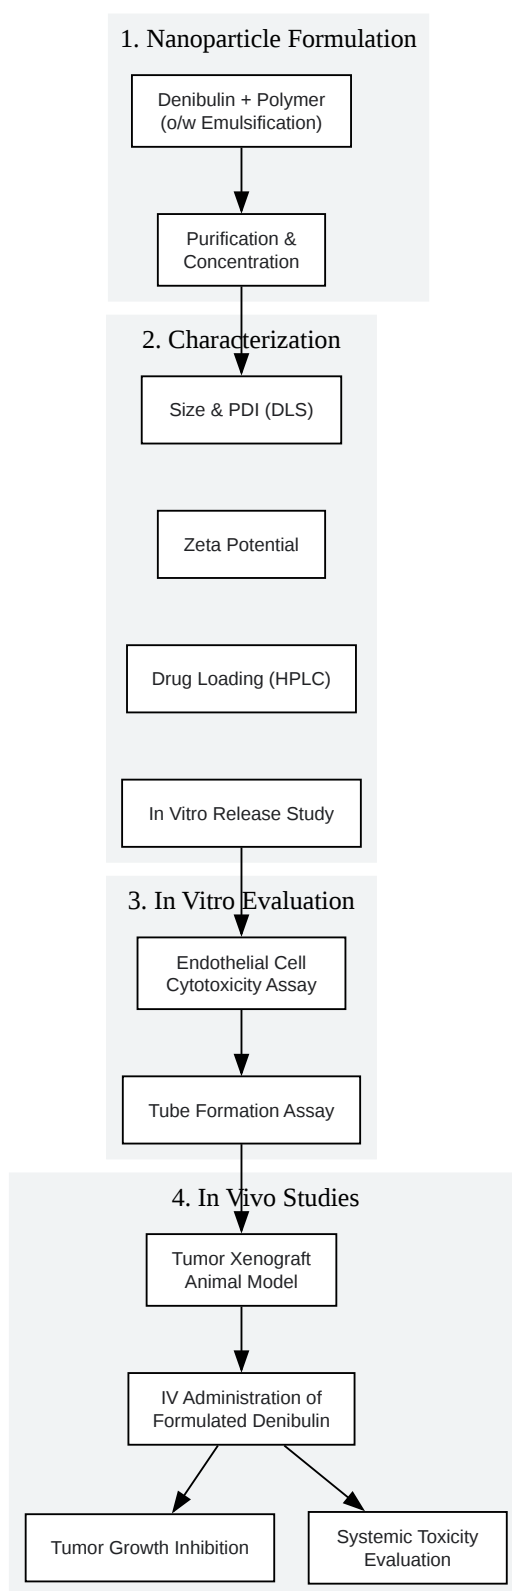 1. Nanoparticle Formulation
Denibulin + Polymer
(o/w Emulsification)
Purification &
Concentration
2. Characterization
Size & PDI (DLS)
Zeta Potential
Drug Loading (HPLC)
In Vitro Release Study
3. In Vitro Evaluation
Endothelial Cell
Cytotoxicity Assay
Tube Formation Assay
4. In Vivo Studies
Tumor Xenograft
Animal Model
IV Administration of
Formulated Denibulin
Tumor Growth Inhibition
Systemic Toxicity
Evaluation